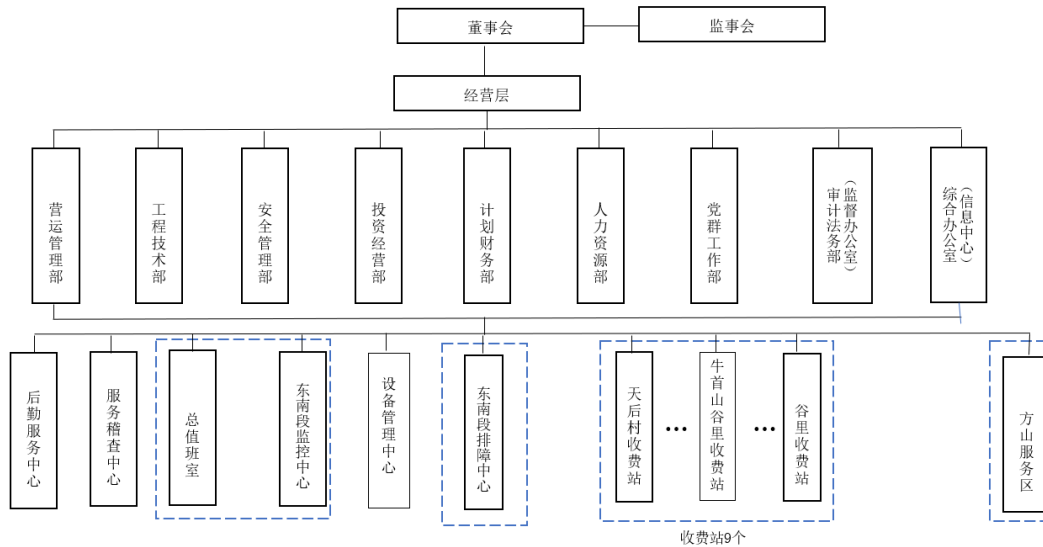 董事会
监事会
经营层
营运管理部
工程技术部
安全管理部
投资经营部
计划财务部
人力资源部
党群工作部
审计法务部
（监督办公室）
综合办公室
（信息中心）
后勤服务中心
服务稽查中心
总值班室
东南段监控中心
设备管理中心
东南段排障中心
天后村收费站
•••
牛首山谷里收费站
•••
谷里收费站
方山服务区
收费站9个